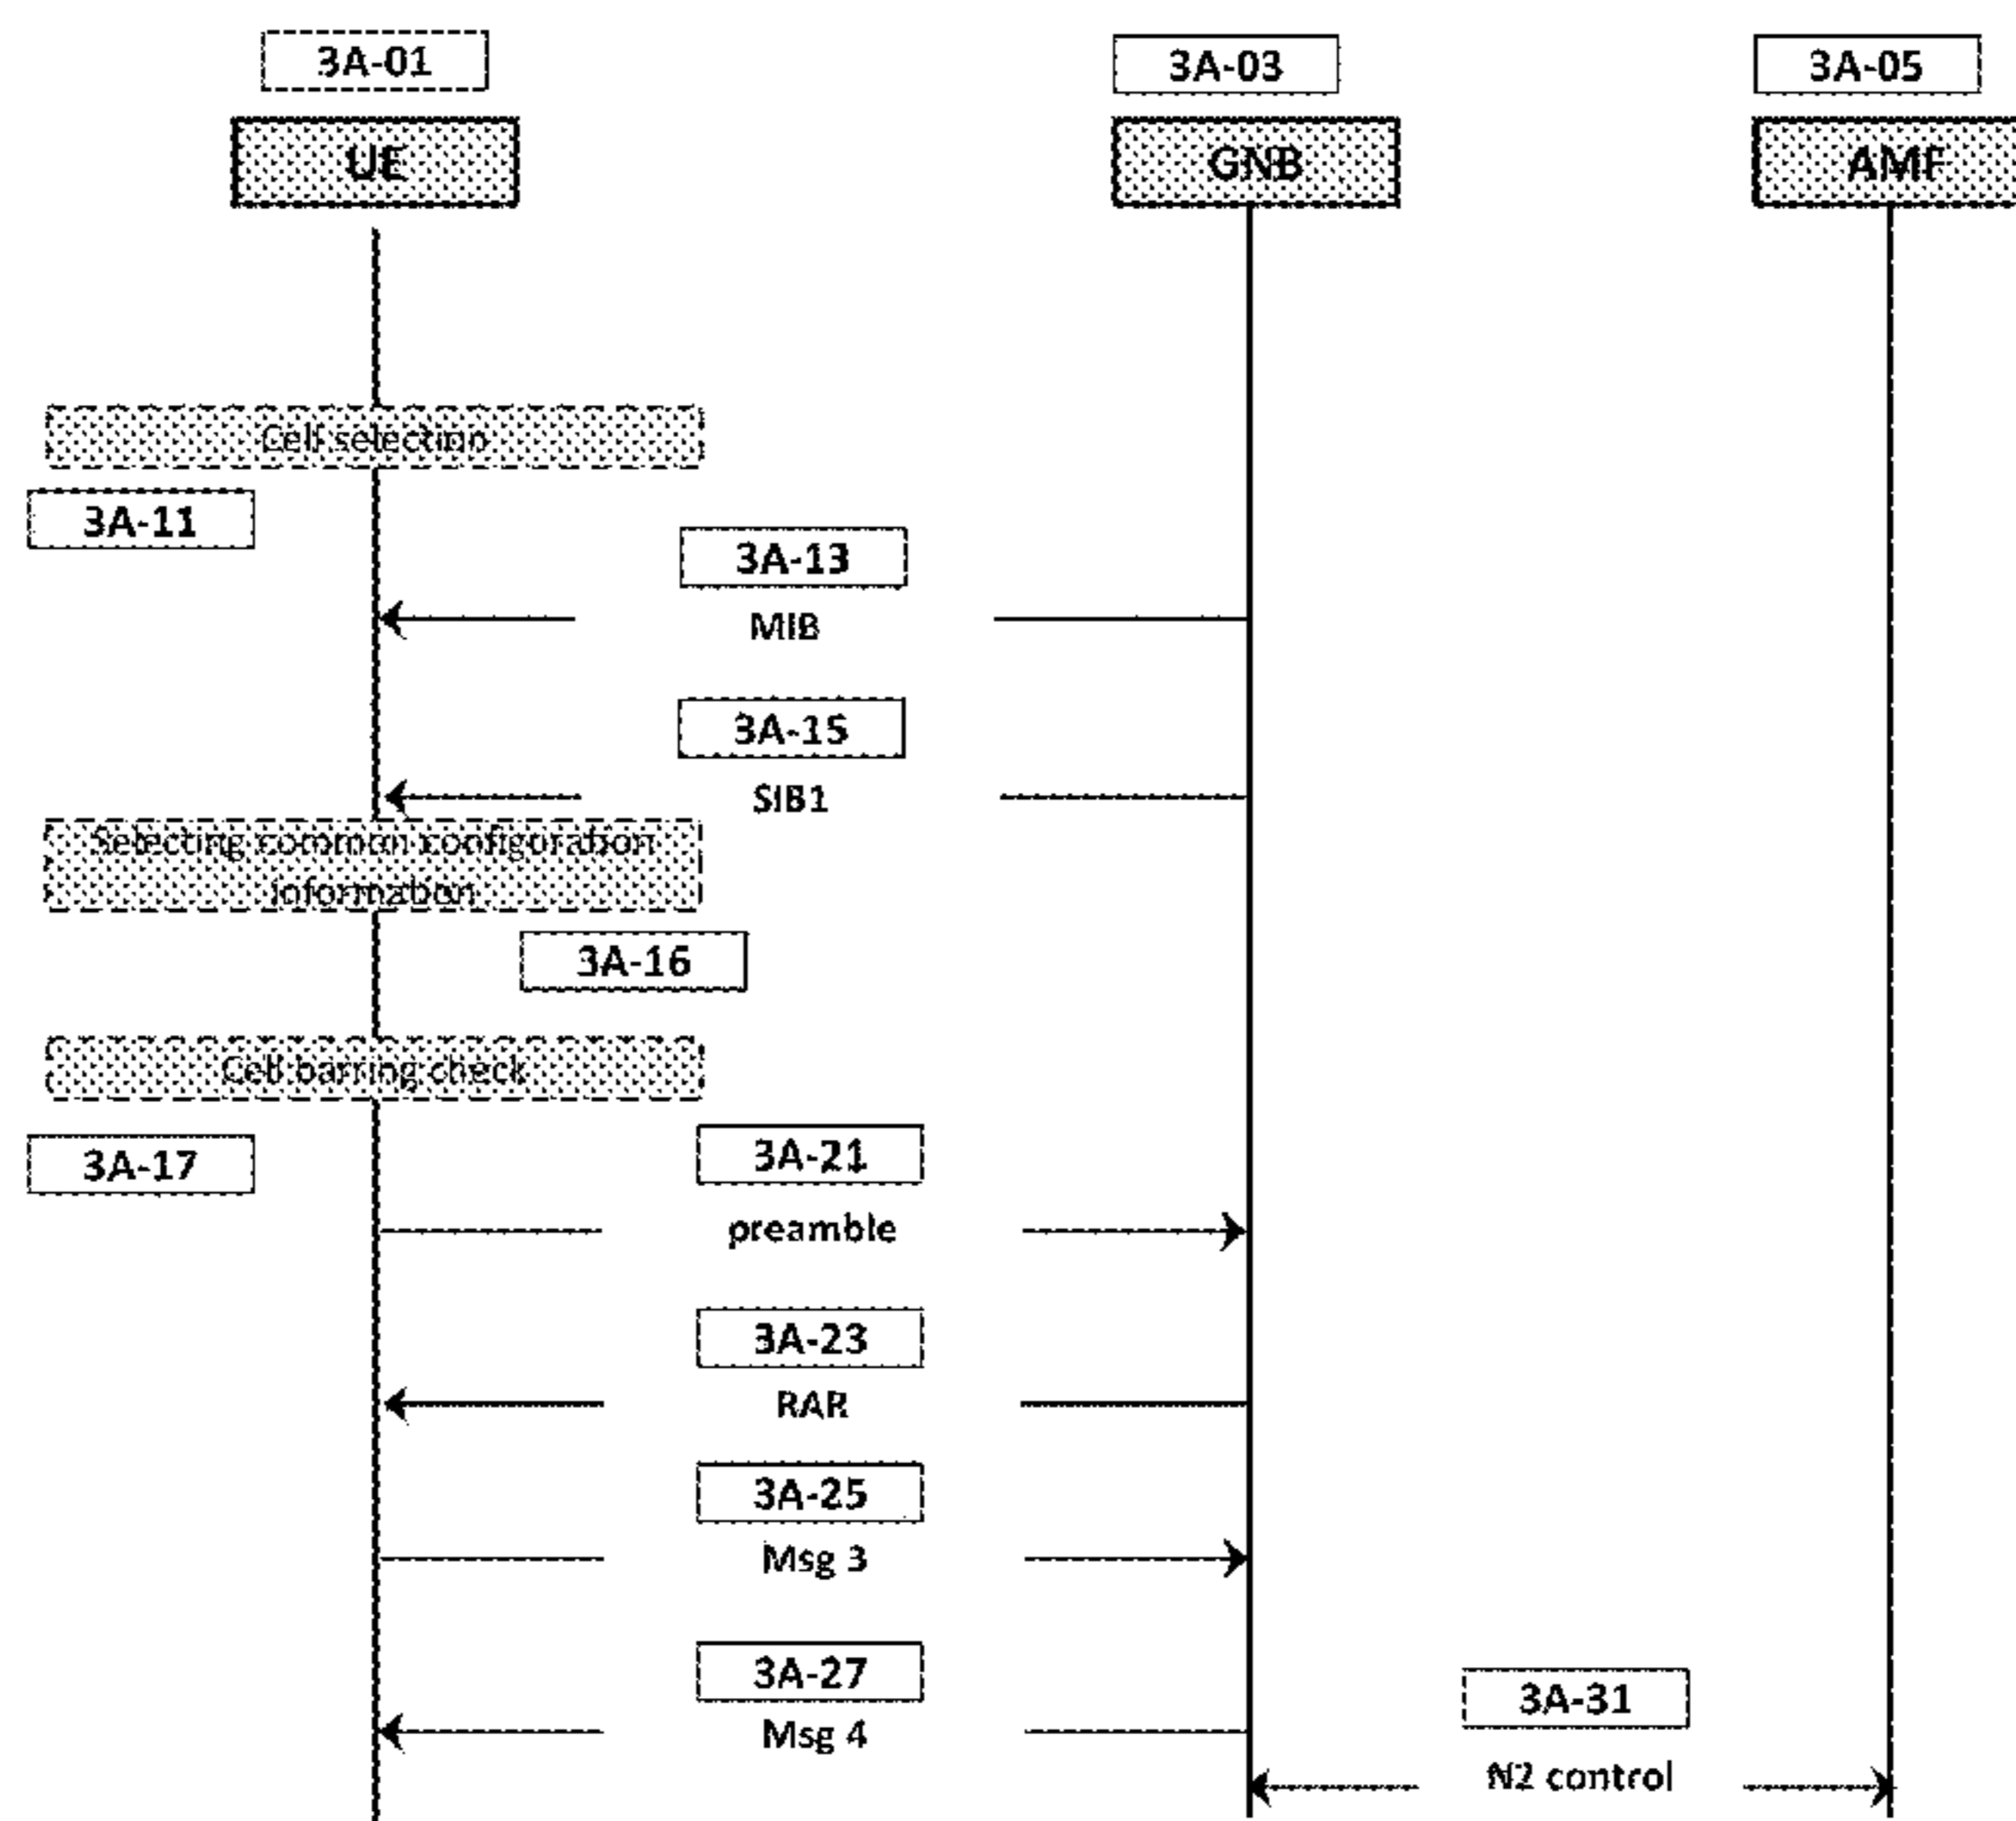 3A-01
3A-03
3A-05
UE
GNB
AMF
Cell selection
3A-11
3A-13
MIB
3A-15
SIB1
Selecting common configuration
information
3A-16
Cell barring check
3A-17
3A-21
preamble
3A-23
RAR
3A-25
Msg 3
3A-27
Msg 4
3A-31
N2 control